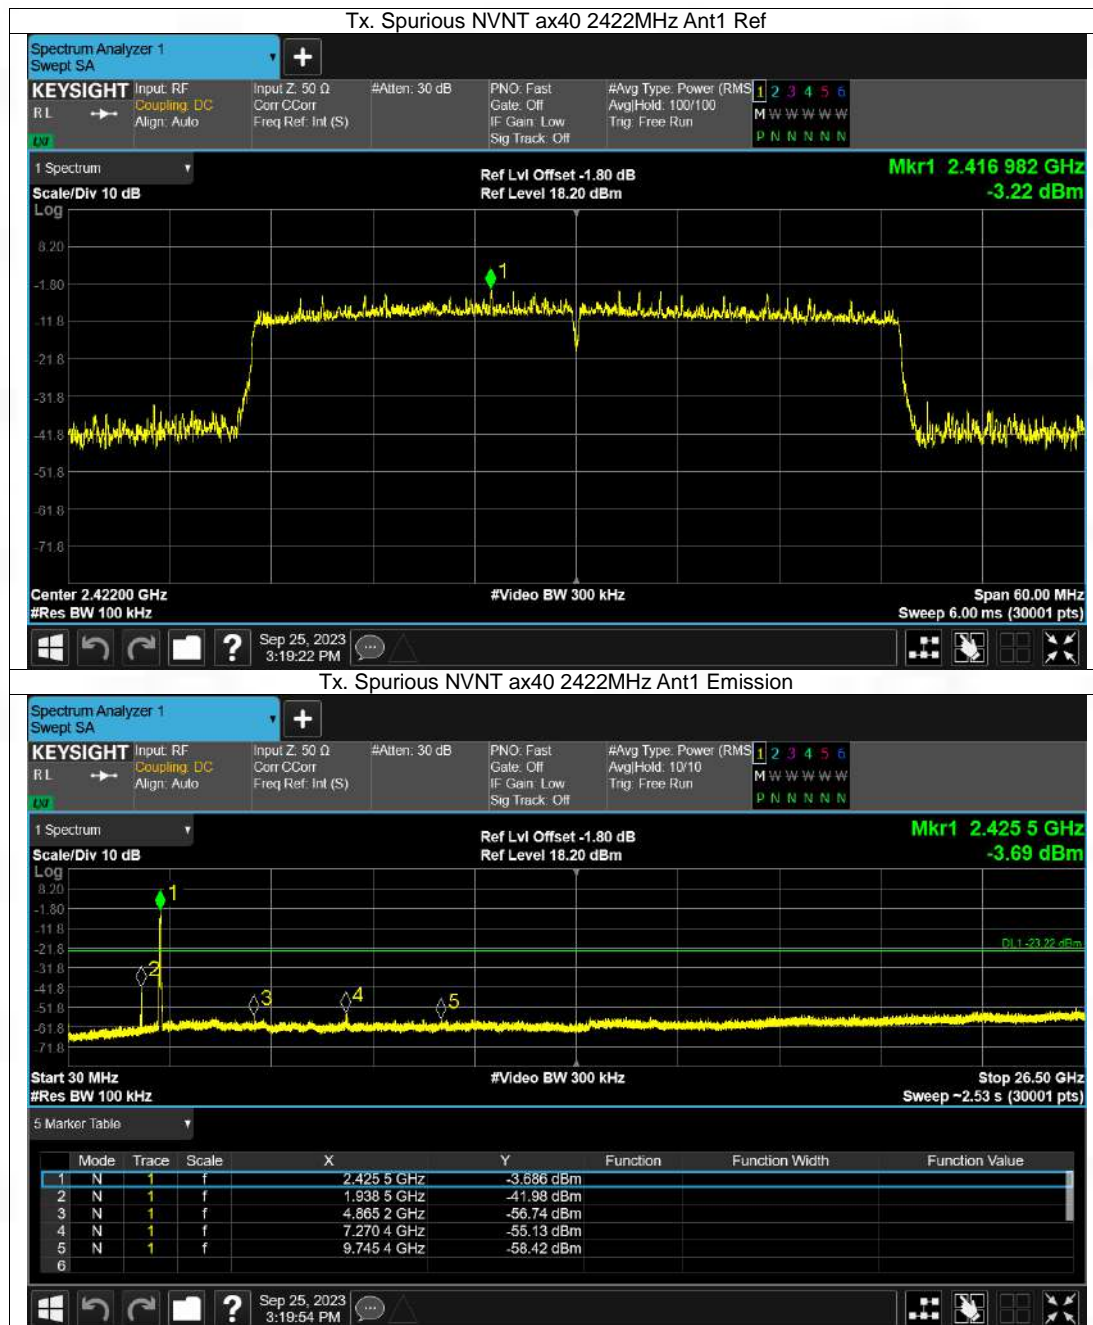 Tx. Spurious NVNT ax40 2422MHz Ant1 Ref
Spectrum Analyzer 1
Swept SA
KEYSIGHT Input: RF Input Z: 50 Ω #Atten: 30 dB PNO: Fast #Avg Type: Power (RMS 1 2 3 4 5 6
RL Coupling: DC Corr CCorr Gate: Off Avg|Hold: 100/100 M W W W W W
Align: Auto Freq Ref: Int (S) IF Gain: Low Trig: Free Run
Sig Track: Off P N N N N N
LXI
1 Spectrum
Ref Lvl Offset -1.80 dB
Mkr1 2.416 982 GHz
Scale/Div 10 dB
Ref Level 18.20 dBm
-3.22 dBm
Log
8.20
1
-1.80
-11.8
-21.8
-31.8
-41.8
-51.8
-61.8
-71.8
Center 2.42200 GHz #Video BW 300 kHz Span 60.00 MHz
#Res BW 100 kHz Sweep 6.00 ms (30001 pts)
Sep 25, 2023
3:19:22 PM
Tx. Spurious NVNT ax40 2422MHz Ant1 Emission
Spectrum Analyzer 1
Swept SA
KEYSIGHT Input: RF Input Z: 50 Ω #Atten: 30 dB PNO: Fast #Avg Type: Power (RMS 1 2 3 4 5 6
RL Coupling: DC Corr CCorr Gate: Off Avg|Hold: 10/10 M W W W W W
Align: Auto Freq Ref: Int (S) IF Gain: Low Trig: Free Run
Sig Track: Off P N N N N N
LXI
1 Spectrum
Ref Lvl Offset -1.80 dB
Mkr1 2.425 5 GHz
Scale/Div 10 dB
Ref Level 18.20 dBm
-3.69 dBm
Log
8.20
1
-1.80
-11.8
-21.8
DL1 -23.22 dBm
-31.8
2
-41.8
3 4 5
-51.8
-61.8
-71.8
Start 30 MHz #Video BW 300 kHz Stop 26.50 GHz
#Res BW 100 kHz Sweep ~2.53 s (30001 pts)
5 Marker Table
Mode Trace Scale X Y Function Function Width Function Value
1 N 1 f 2.425 5 GHz -3.686 dBm
2 N 1 f 1.938 5 GHz -41.98 dBm
3 N 1 f 4.865 2 GHz -56.74 dBm
4 N 1 f 7.270 4 GHz -55.13 dBm
5 N 1 f 9.745 4 GHz -58.42 dBm
6
Sep 25, 2023
3:19:54 PM